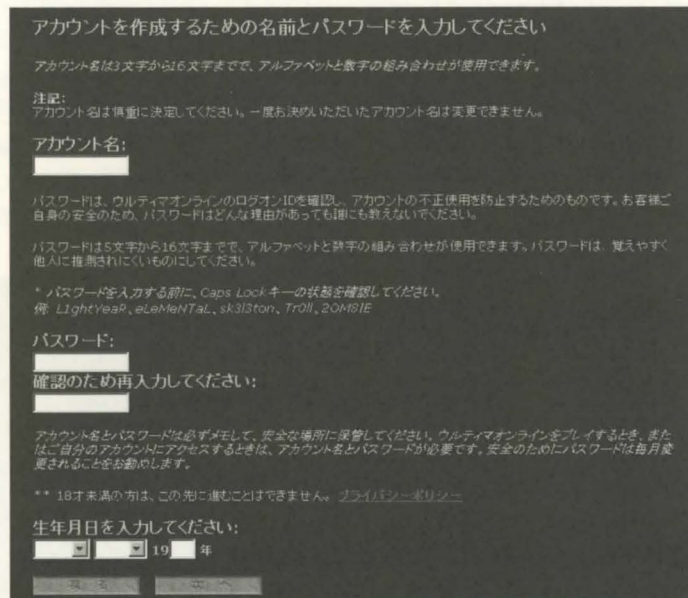 アカウントを作成するための名前とパスワードを入力してください
アカウント名は3文字から16文字までで、アルファベットと数字の組み合わせが使用できます。
注記:
アカウント名は慎重に決定してください。一度お決めいただいたアカウント名は変更できません。
アカウント名:
パスワードは、ウルティマオンラインのログオンIDを確認し、アカウントの不正使用を防止するためのものです。お客様ご
自身の安全のため、パスワードはどんな理由があっても誰にも教えないでください。
パスワードは5文字から16文字までで、アルファベットと数字の組み合わせが使用できます。パスワードは、覚えやすく
他人に推測されにくいものにしてください。
* パスワードを入力する前に、Caps Lockキーの状態を確認してください。
例: L1ghtYeaR、eLeMeNTaL、sk3l3ton、Tr0ll、2OMSIE
パスワード:
確認のため再入力してください:
アカウント名とパスワードは必ずメモして、安全な場所に保管してください。ウルティマオンラインをプレイするとき、また
はご自分のアカウントにアクセスするときは、アカウント名とパスワードが必要です。安全のためにパスワードは毎月変
更されることをお勧めします。
** 18才未満の方は、この先に進むことはできません。 プライバシーポリシー
生年月日を入力してください:
19 年